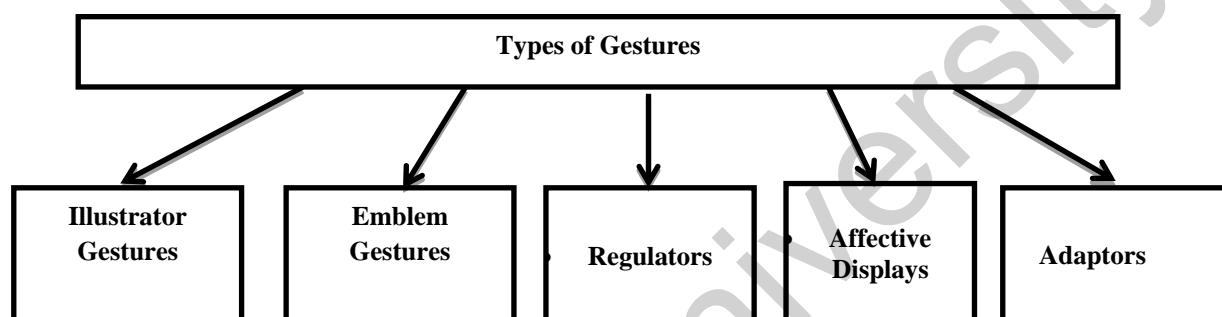 Types of Gestures
Illustrator
Gestures
Emblem
Gestures
Regulators
Affective
Displays
Adaptors